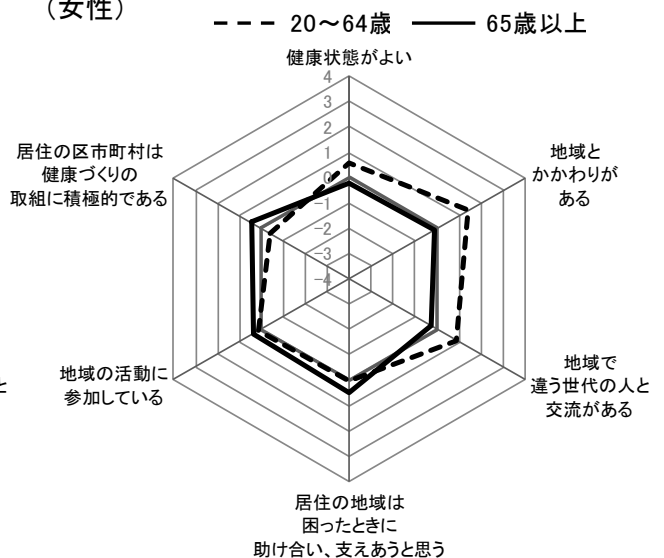 （女性）
20～64歳
65歳以上
健康状態がよい
4
3
2
1
0
-1
-2
-3
-4
地域と
かかわりが
ある
地域で
違う世代の人と
交流がある
居住の地域は
困ったときに
助け合い、支えあうと思う
地域の活動に
参加している
と
居住の区市町村は
健康づくりの
取組に積極的である